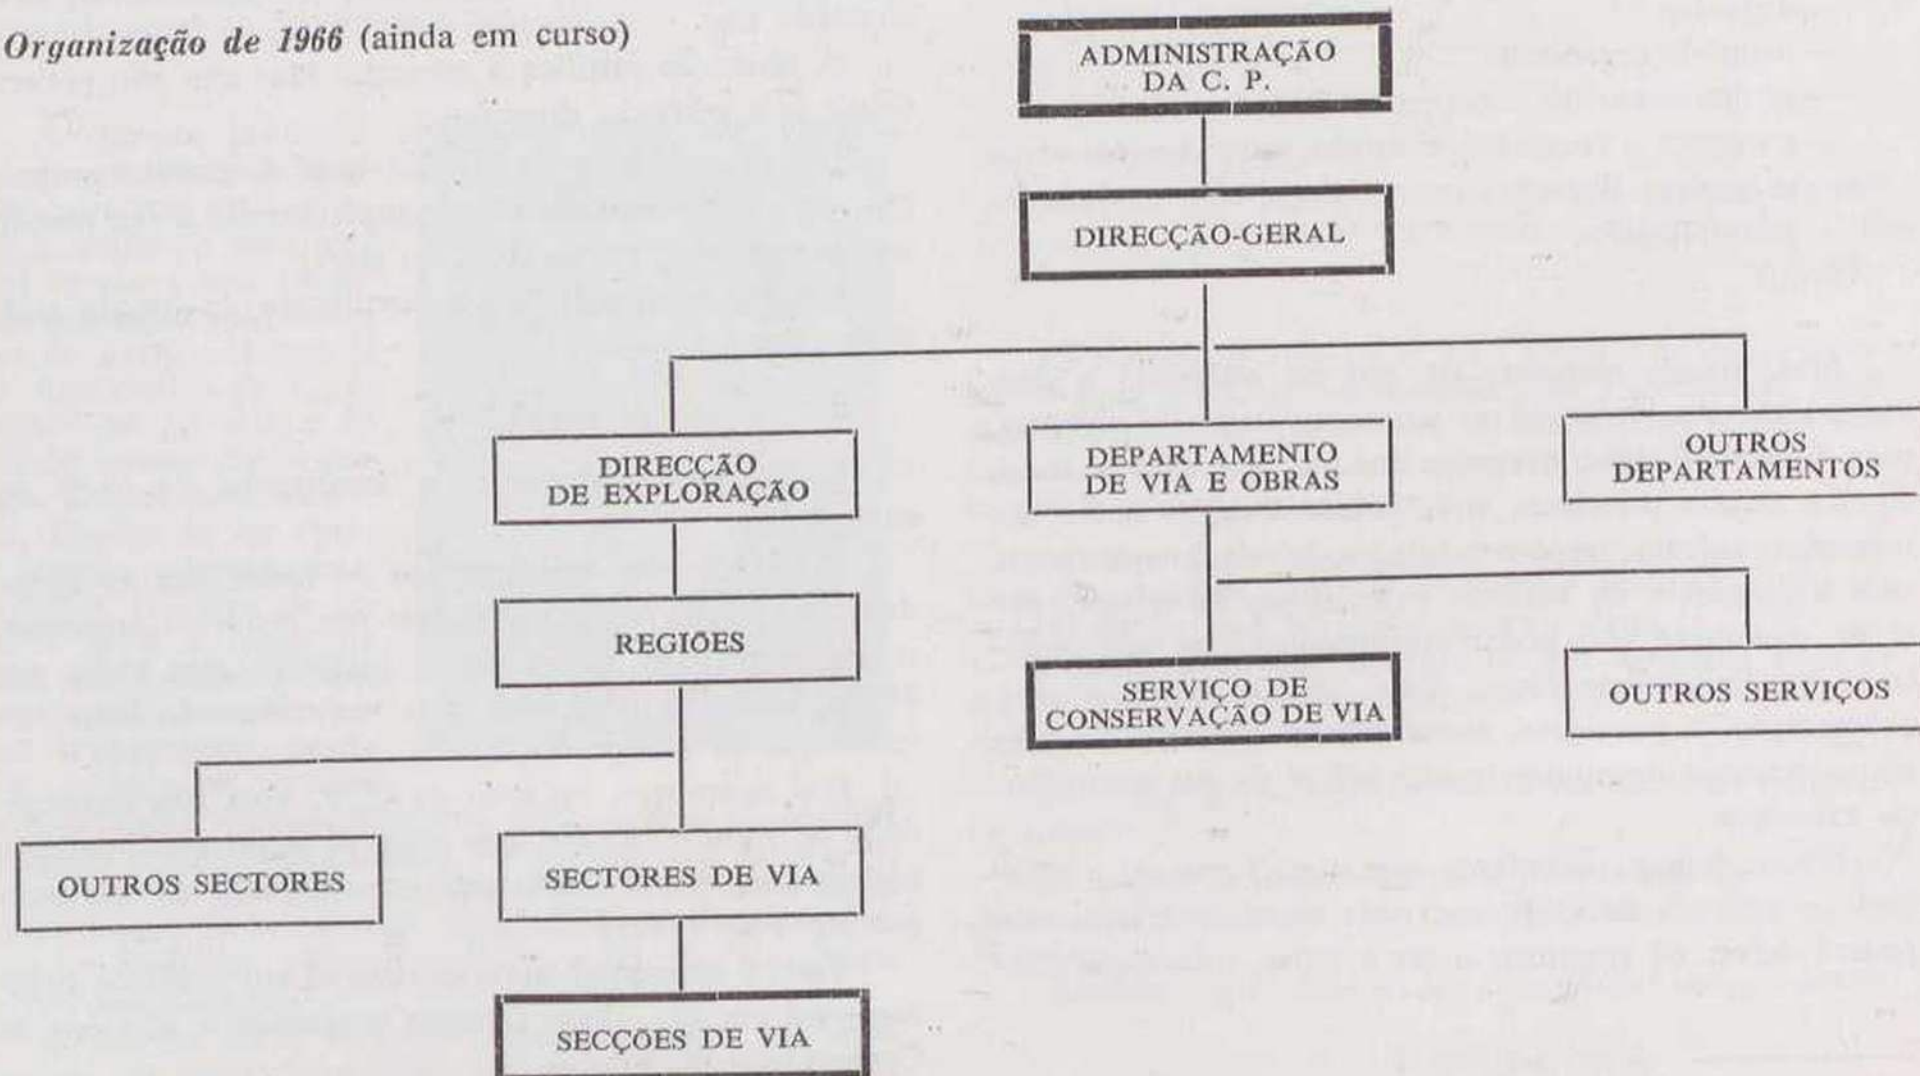 Organização de 1966 (ainda em curso)
ADMINISTRAÇÃO
DA C. P.
DIRECÇÃO-GERAL
DIRECÇÃO
DE EXPLORAÇÃO
DEPARTAMENTO
DE VIA E OBRAS
OUTROS
DEPARTAMENTOS
REGIÕES
SERVIÇO DE
CONSERVAÇÃO DE VIA
OUTROS SERVIÇOS
OUTROS SECTORES
SECTORES DE VIA
SECÇÕES DE VIA